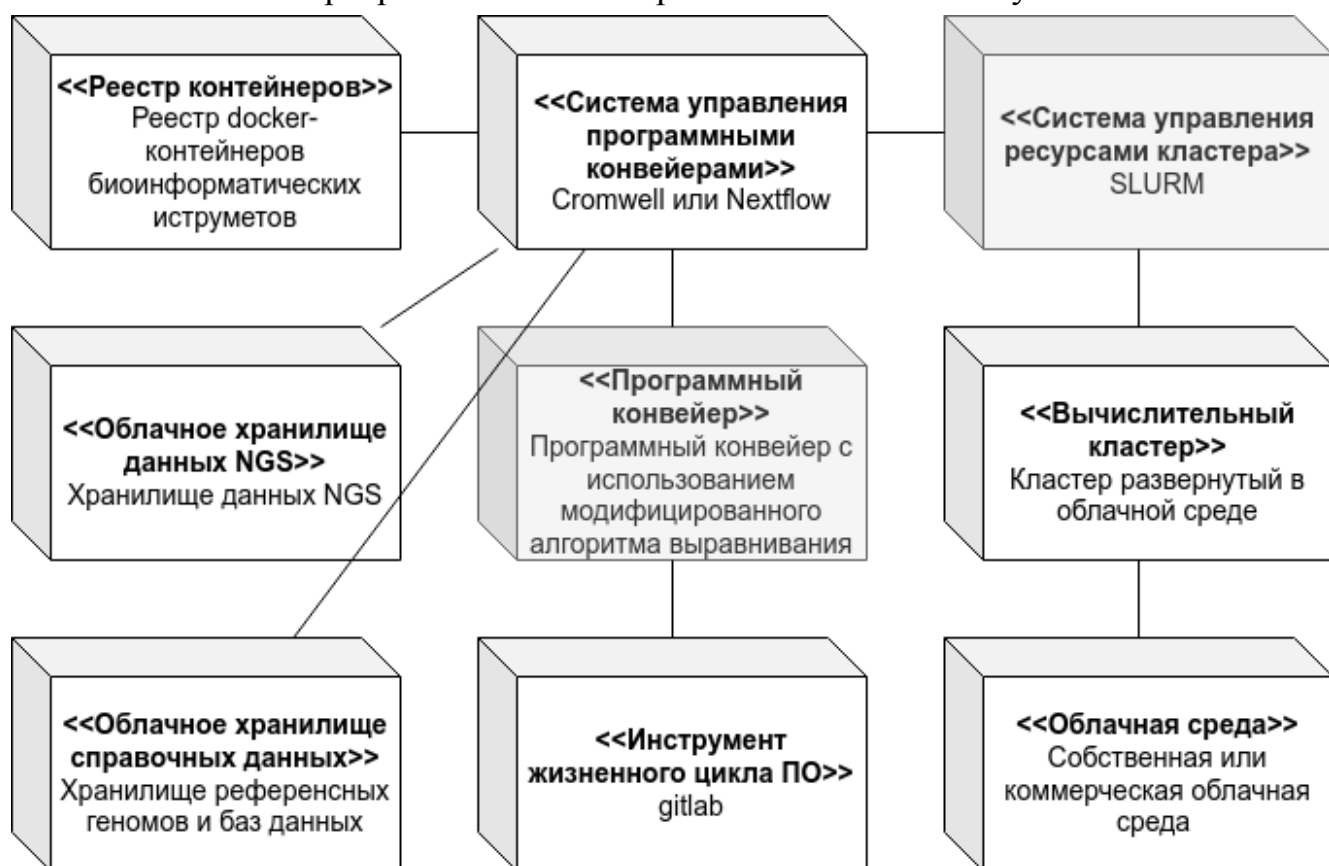 <<Реестр контейнеров>>
Реестр docker-
контейнеров
биоинформатических
иструметов
<<Система управления
программными
конвейерами>>
Cromwell или Nextflow
<<Система управления
ресурсами кластера>>
SLURM
<<Облачное хранилище
данных NGS>>
Хранилище данных NGS
<<Программный
конвейер>>
Программный конвейер с
использованием
модифицированного
алгоритма выравнивания
<<Вычислительный
кластер>>
Кластер развернутый в
облачной среде
<<Облачное хранилище
справочных данных>>
Хранилище референсных
геномов и баз данных
<<Инструмент
жизненного цикла ПО>>
gitlab
<<Облачная среда>>
Собственная или
коммерческая облачная
среда